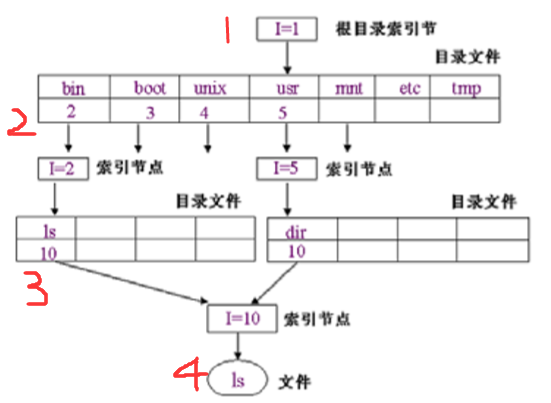 1 I=1 根目录索引节
目录文件
bin boot unix usr mnt etc tmp
2 2 3 4 5
I=2 索引节点 I=5 索引节点
目录文件 目录文件
ls dir
10 10
3
I=10 索引节点
4 ls 文件